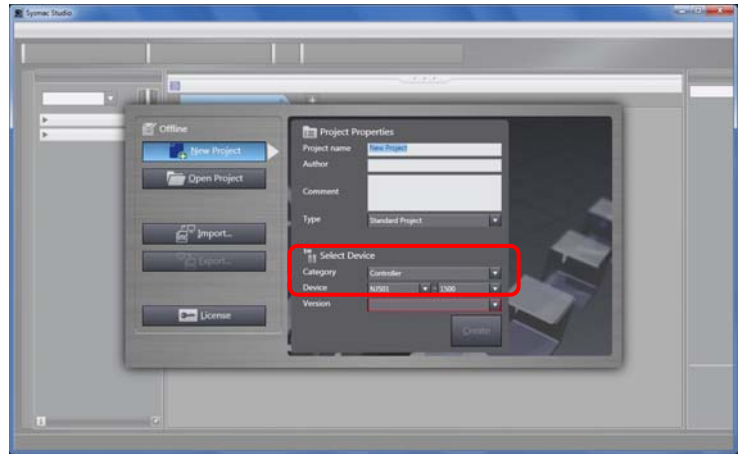 Sysmac Studio
Offline
New Project
Open Project
Import...
Export...
License
Project Properties
Project name New Project
Author
Comment
Type Standard Project
Select Device
Category Controller
Device NJ501 - 1500
Version
Create